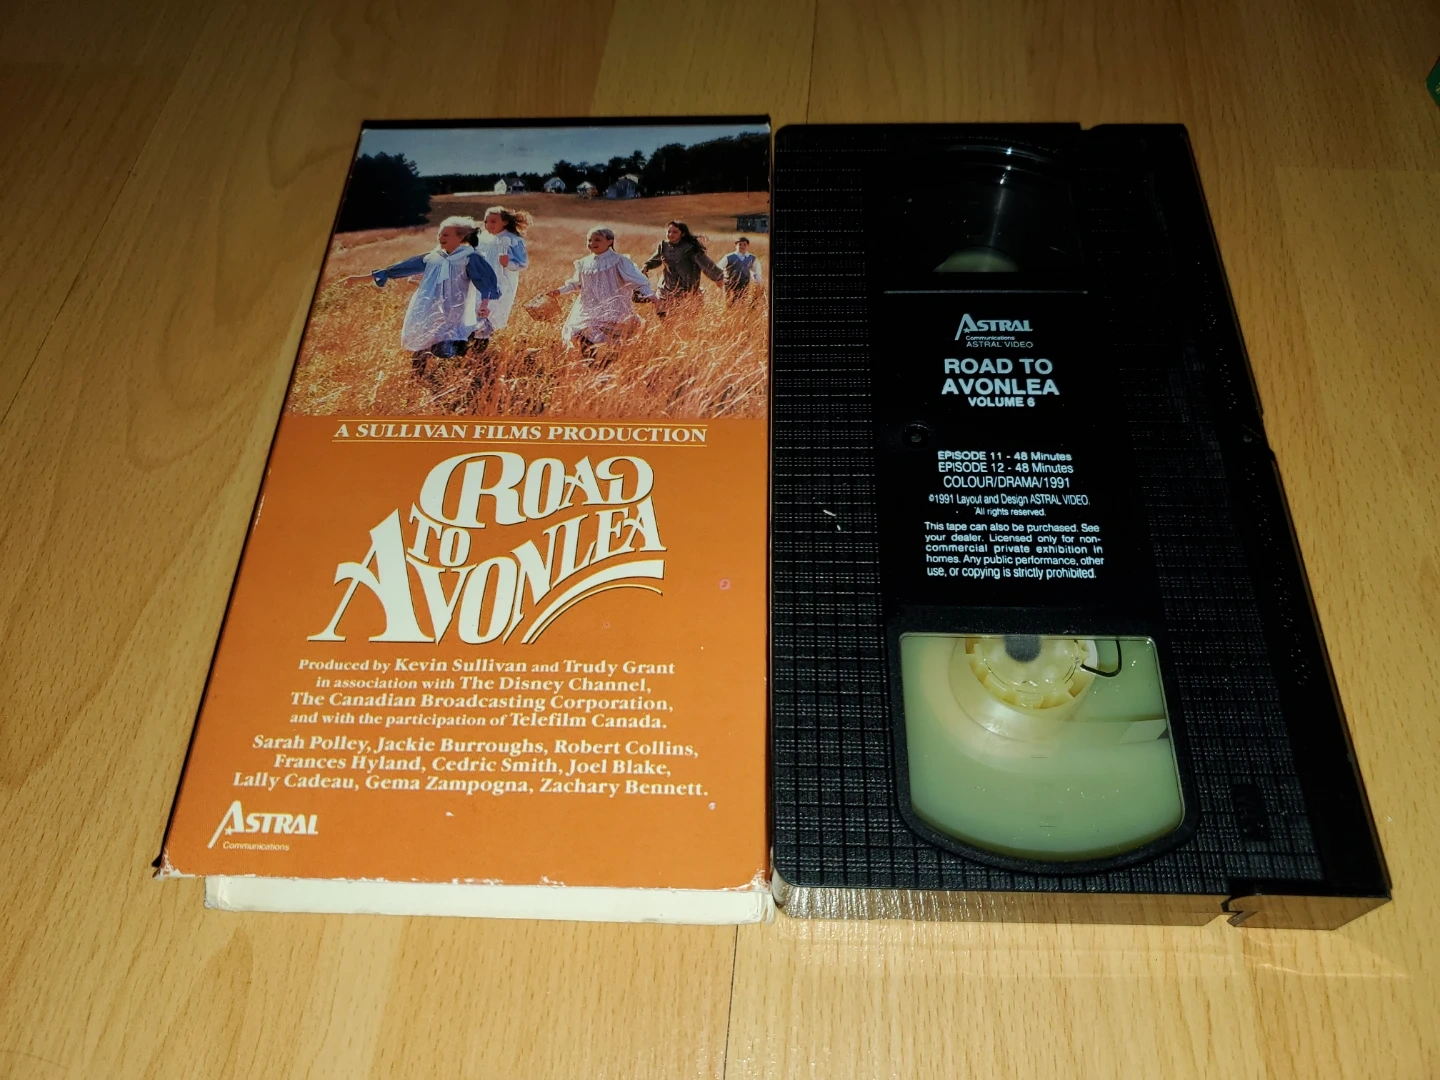 A SULLIVAN FILMS PRODUCTION
ROAD
TO
AVONLEA
Produced by Kevin Sullivan and Trudy Grant
in association with The Disney Channel,
The Canadian Broadcasting Corporation,
and with the participation of Telefilm Canada.
Sarah Polley, Jackie Burroughs, Robert Collins,
Frances Hyland, Cedric Smith, Joel Blake,
Lally Cadeau, Gema Zampogna, Zachary Bennett.
ASTRAL
Communications
ASTRAL
Communications
ASTRAL VIDEO
ROAD TO
AVONLEA
VOLUME 6
EPISODE 11 - 48 Minutes
EPISODE 12 - 48 Minutes
COLOUR/DRAMA/1991
©1991 Layout and Design ASTRAL VIDEO.
All rights reserved.
This tape can also be purchased. See
your dealer. Licensed only for non-
commercial private exhibition in
homes. Any public performance, other
use, or copying is strictly prohibited.